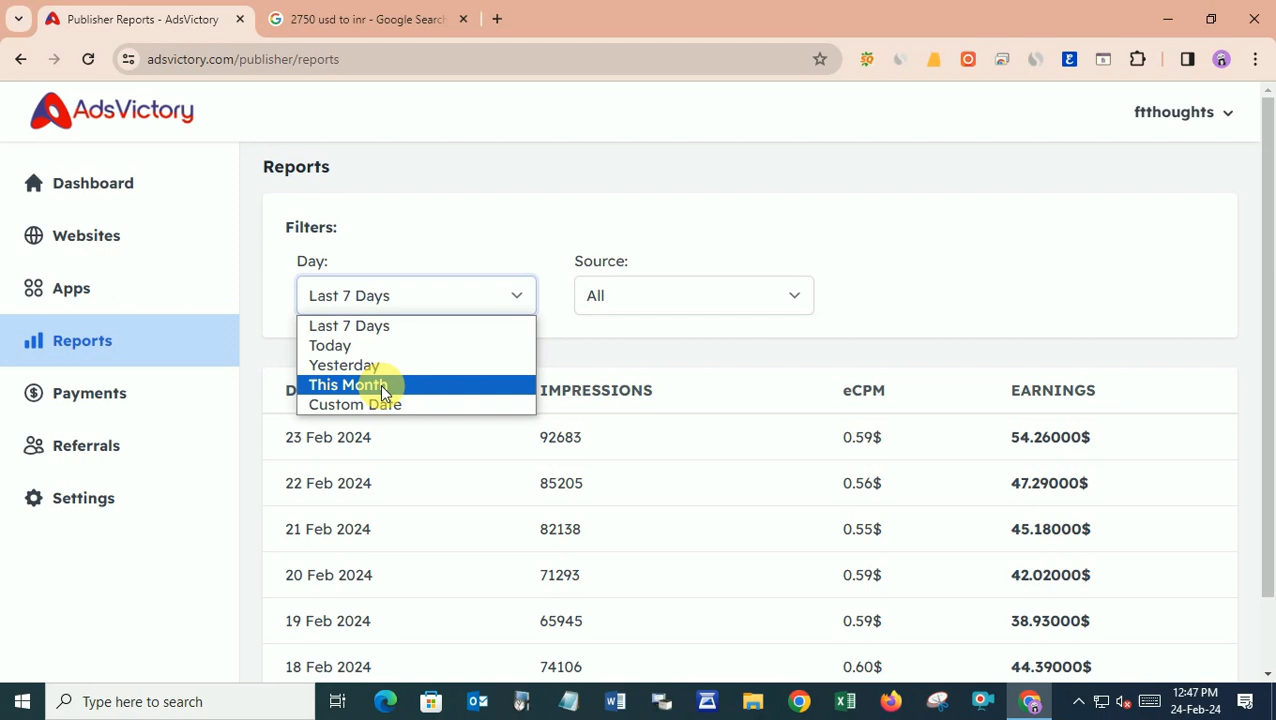 Publisher Reports - AdsVictory
2750 usd to inr - Google Search
adsvictory.com/publisher/reports
AdsVictory
ftthoughts
Dashboard
Websites
Apps
Reports
Payments
Referrals
Settings
Reports
Filters:
Day: Source:
Last 7 Days All
Last 7 Days
Today
Yesterday
This Month
Custom Date
D IMPRESSIONS eCPM EARNINGS
23 Feb 2024 92683 0.59$ 54.26000$
22 Feb 2024 85205 0.56$ 47.29000$
21 Feb 2024 82138 0.55$ 45.18000$
20 Feb 2024 71293 0.59$ 42.02000$
19 Feb 2024 65945 0.59$ 38.93000$
18 Feb 2024 74106 0.60$ 44.39000$
Type here to search
12:47 PM
24-Feb-24